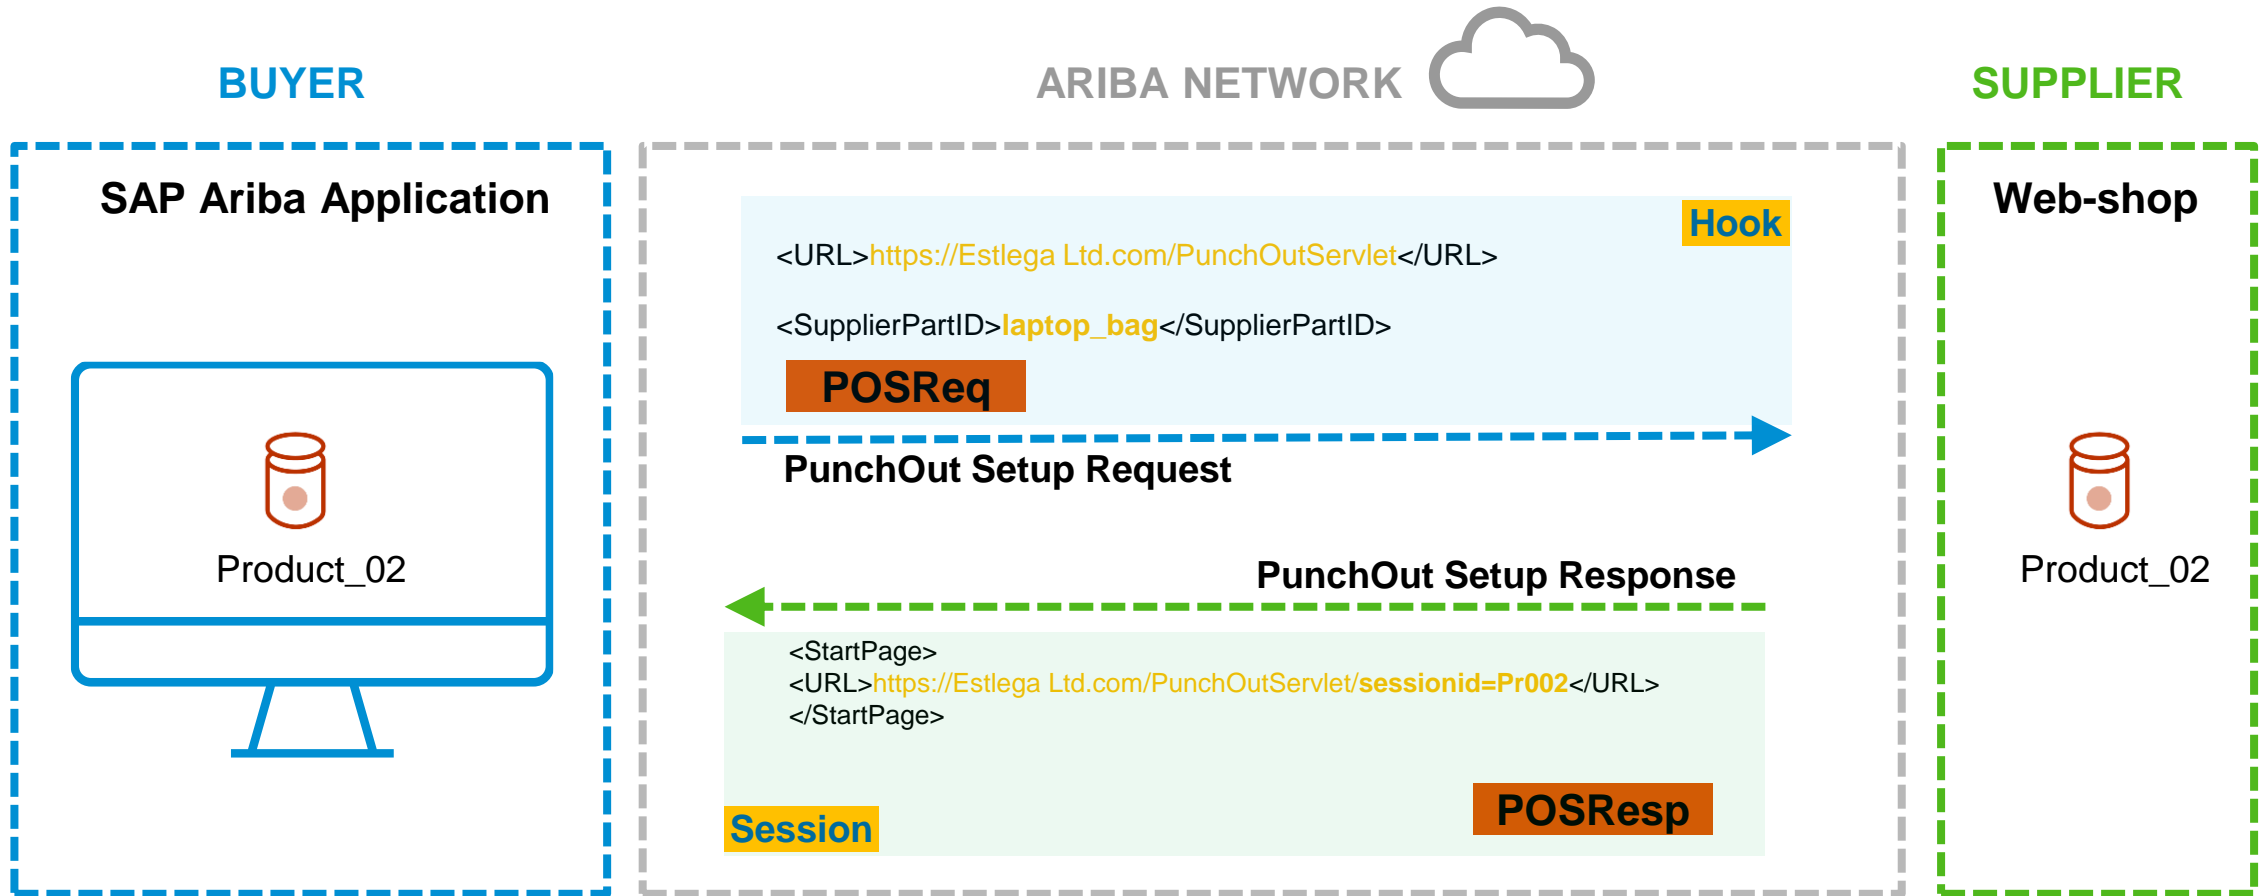 BUYER
ARIBA NETWORK
SUPPLIER
SAP Ariba Application
Product_02
Hook
<URL>https://Estlega Ltd.com/PunchOutServlet</URL>
<SupplierPartID>laptop_bag</SupplierPartID>
POSReq
PunchOut Setup Request
PunchOut Setup Response
<StartPage>
<URL>https://Estlega Ltd.com/PunchOutServlet/sessionid=Pr002</URL>
</StartPage>
POSResp
Session
Web-shop
Product_02